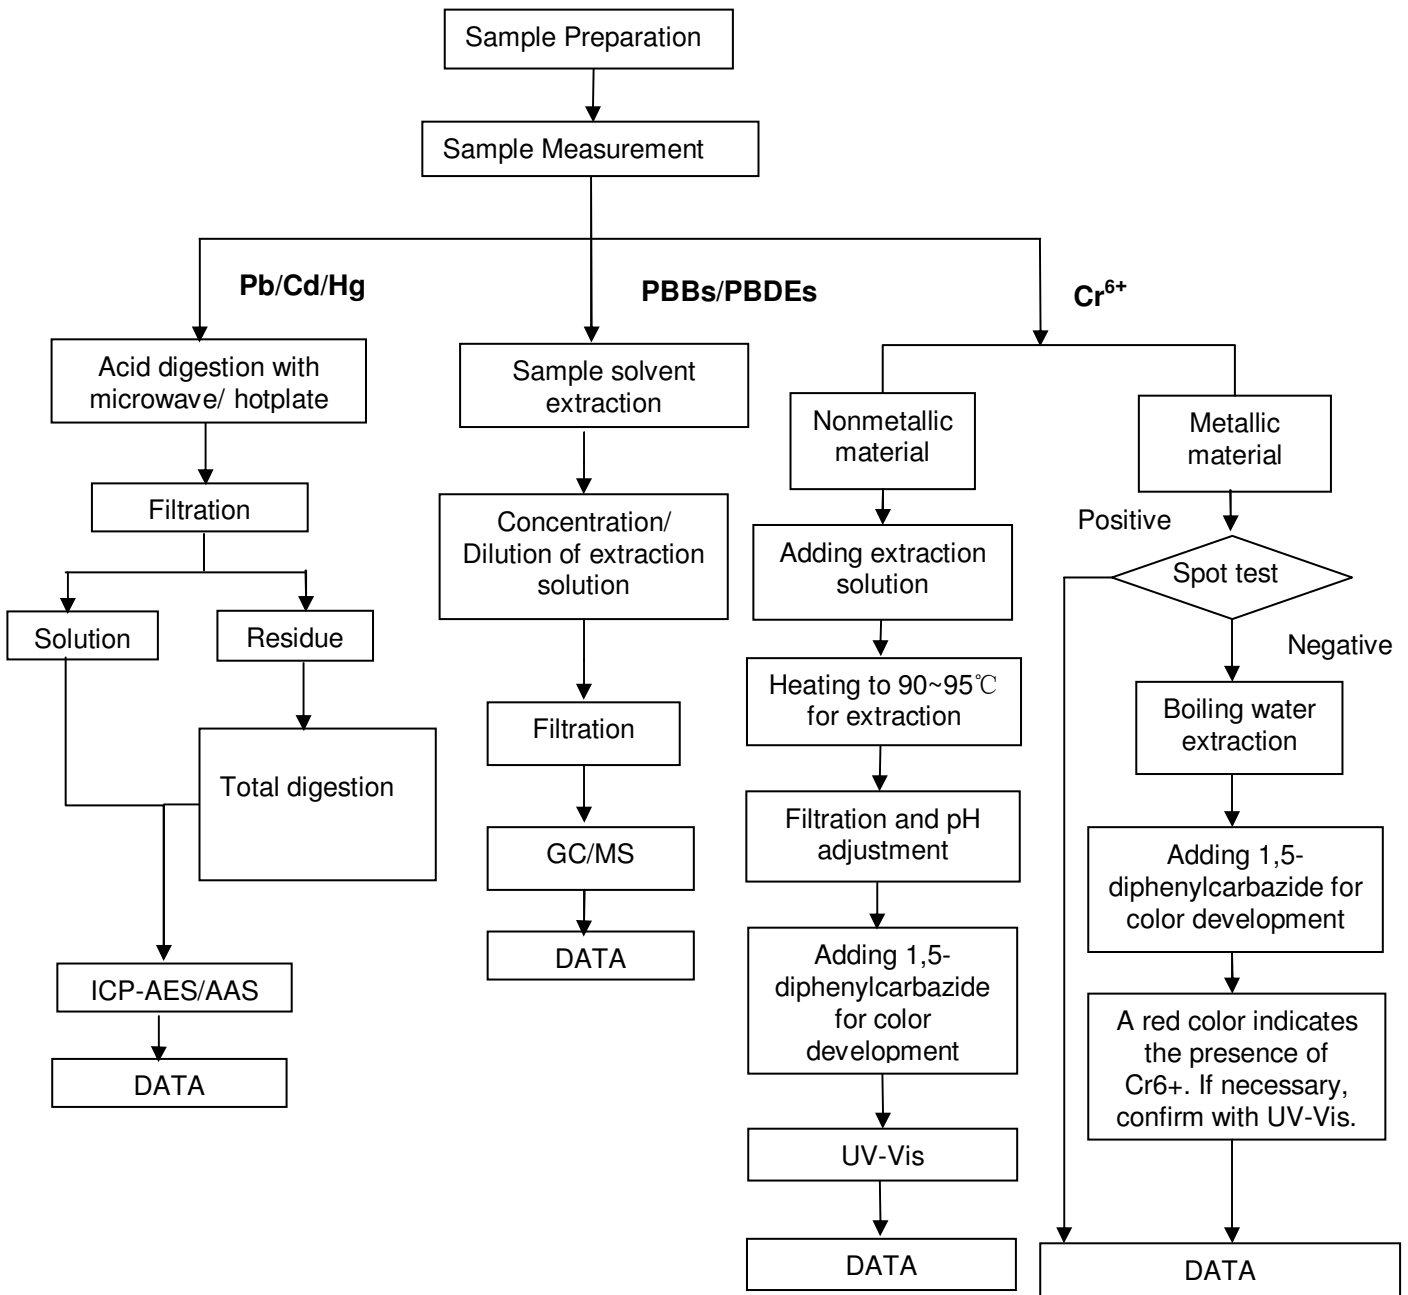 Sample Preparation
Sample Measurement
Pb/Cd/Hg
PBBs/PBDEs
Cr6+
Acid digestion with
microwave/ hotplate
Filtration
Solution
Residue
Total digestion
ICP-AES/AAS
DATA
Sample solvent
extraction
Concentration/
Dilution of extraction
solution
Filtration
GC/MS
DATA
Nonmetallic
material
Adding extraction
solution
Heating to 90~95℃
for extraction
Filtration and pH
adjustment
Adding 1,5-
diphenylcarbazide
for color
development
UV-Vis
DATA
Metallic
material
Positive
Spot test
Negative
Boiling water
extraction
Adding 1,5-
diphenylcarbazide for
color development
A red color indicates
the presence of
Cr6+. If necessary,
confirm with UV-Vis.
DATA